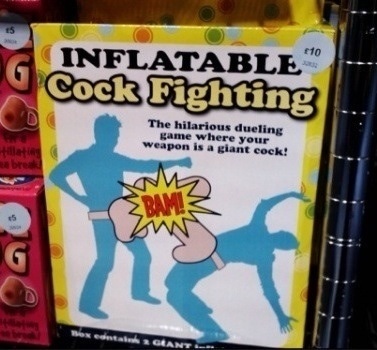 £5
£10
INFLATABLE
Cock Fighting
The hilarious dueling
game where your
weapon is a giant cock!
BAM!
G
£5
G
Box contains 2 GIANT